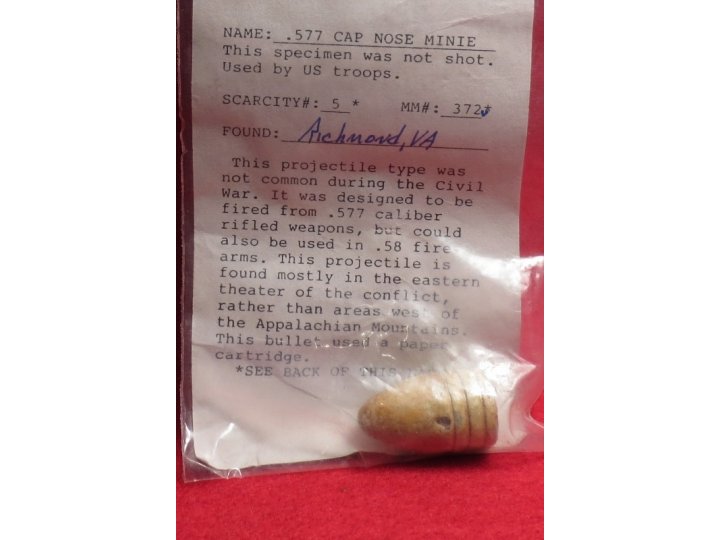 NAME: .577 CAP NOSE MINIE
This specimen was not shot.
Used by US troops.
SCARCITY#: 5 * MM#: 372*
FOUND: Richmond, VA
This projectile type was
not common during the Civil
War. It was designed to be
fired from .577 caliber
rifled weapons, but could
also be used in .58 fire-
arms. This projectile is
found mostly in the eastern
theater of the conflict,
rather than areas west of
the Appalachian Mountains.
This bullet used a paper
cartridge.
*SEE BACK OF THIS